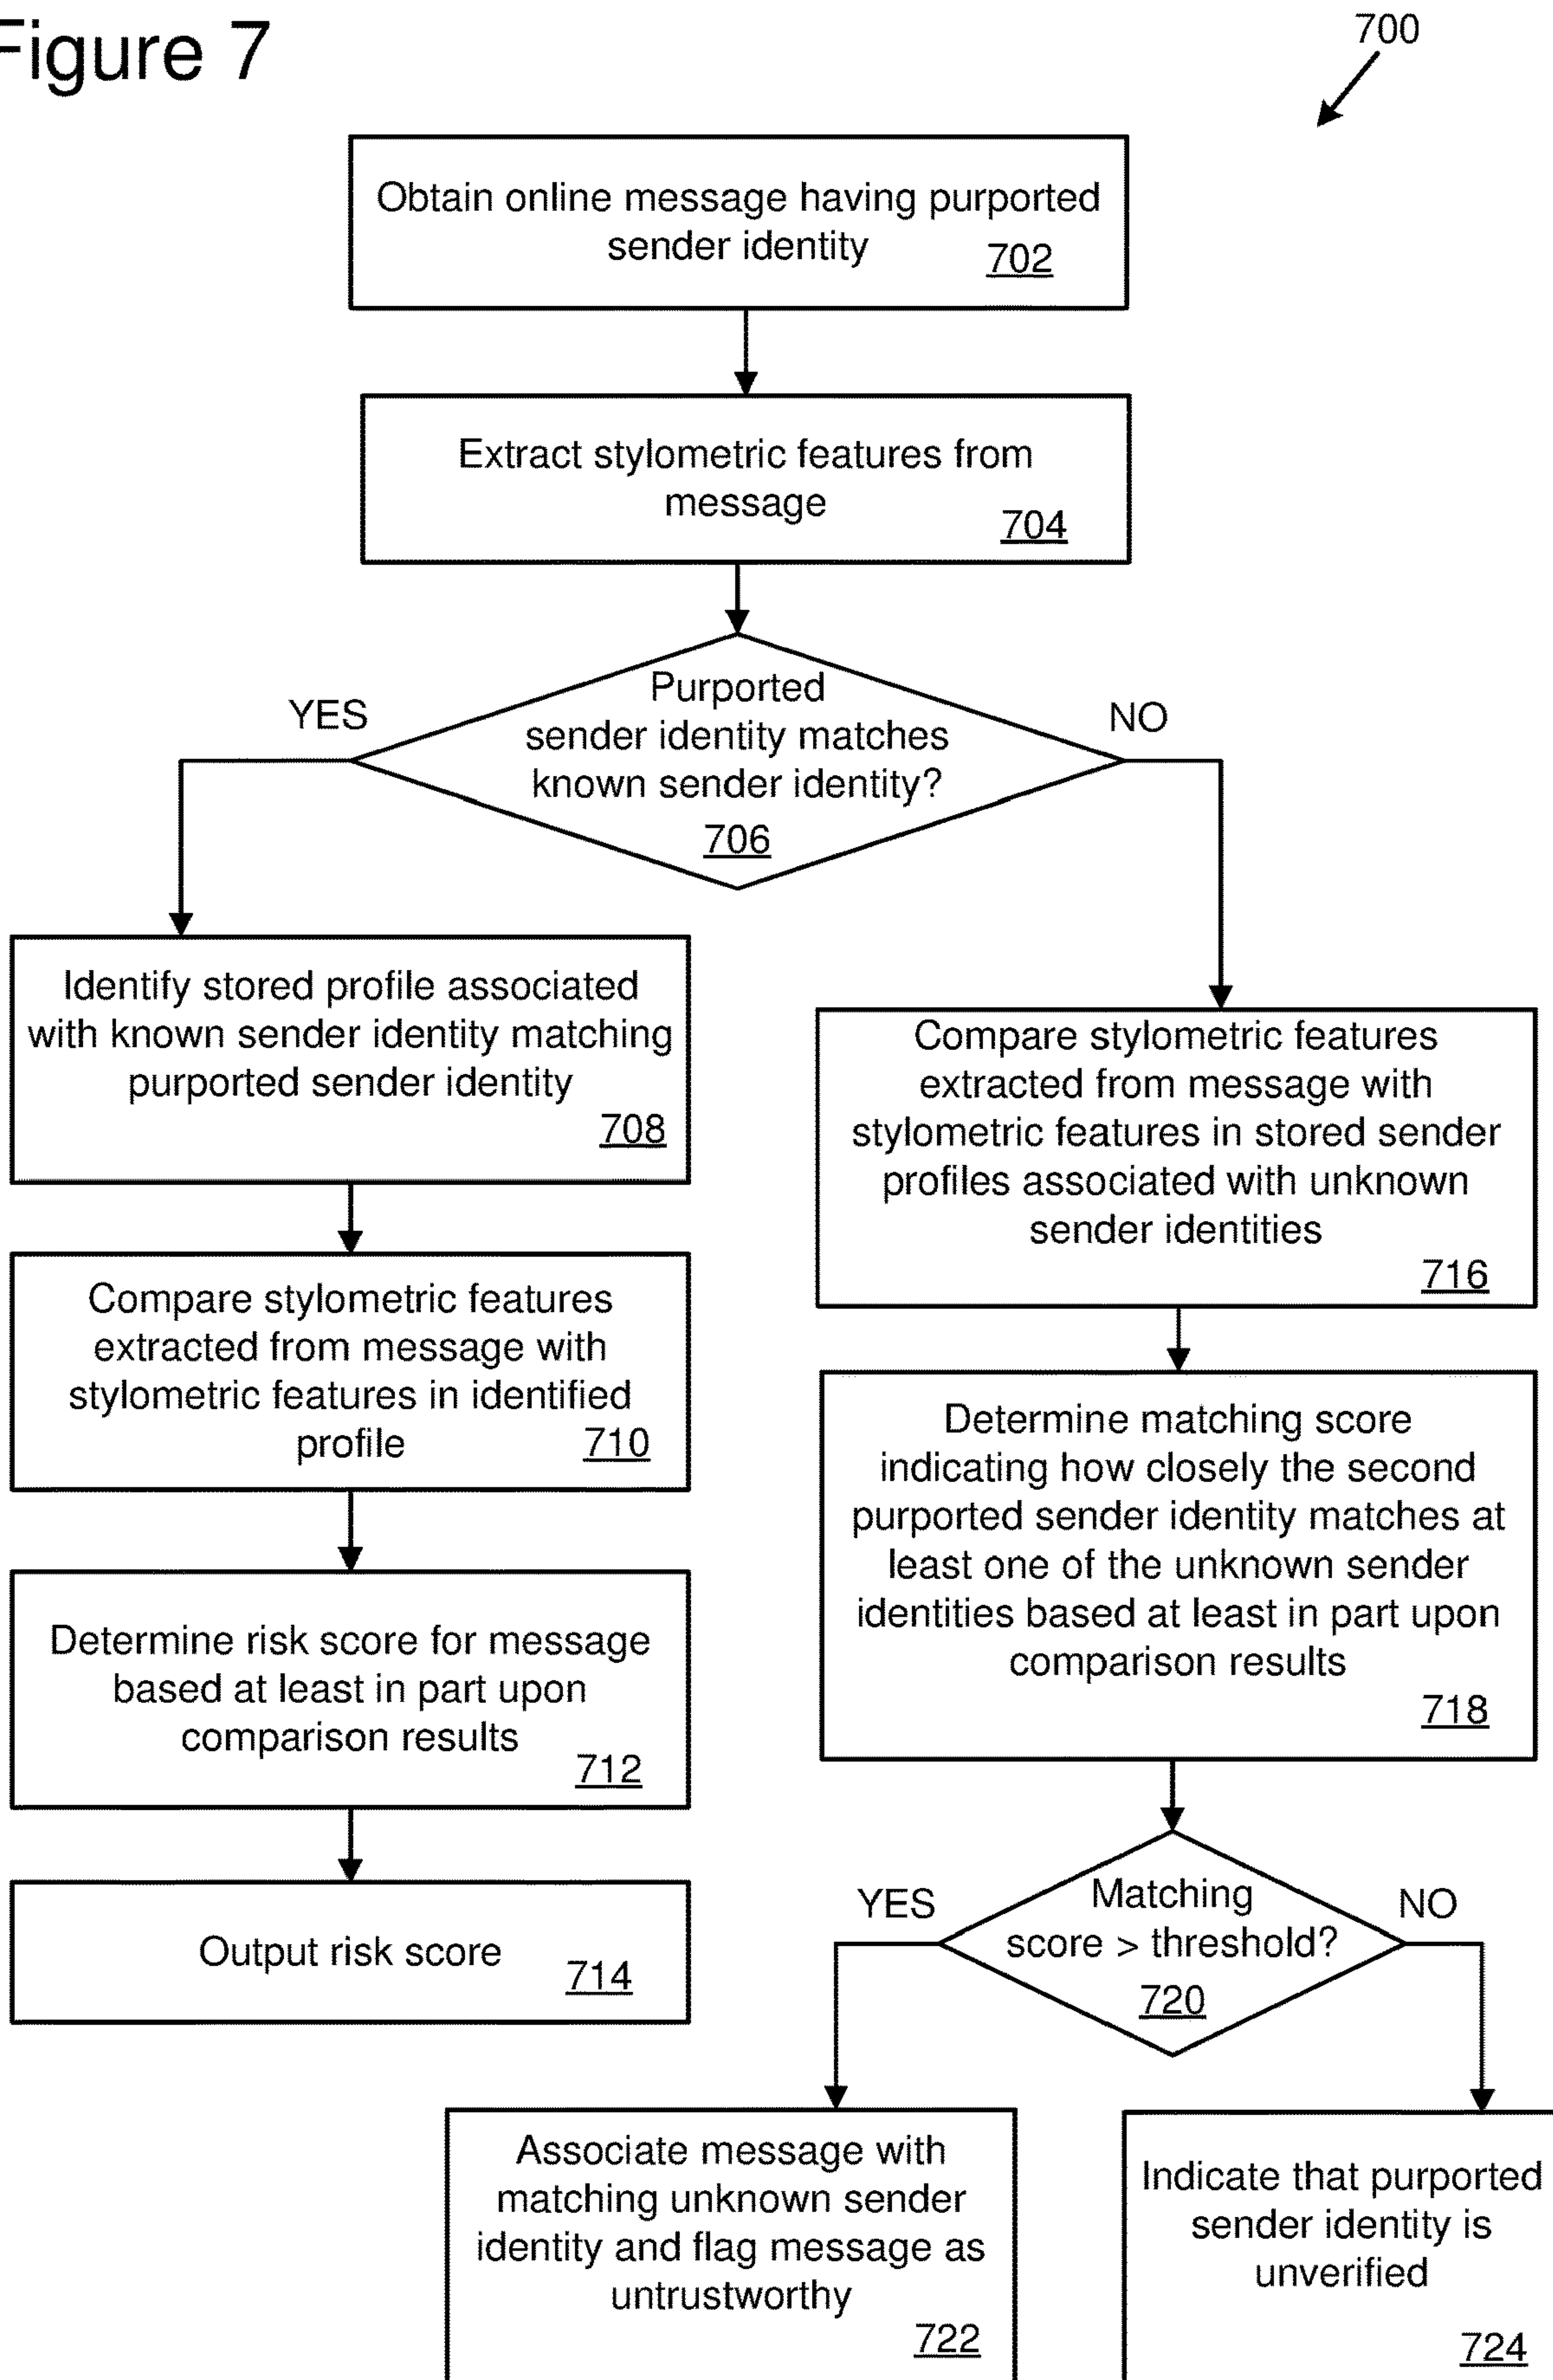 Figure 7
700
Obtain online message having purported
sender identity
702
Extract stylometric features from
message
704
Purported
sender identity matches
known sender identity?
706
YES
NO
Identify stored profile associated
with known sender identity matching
purported sender identity
708
Compare stylometric features
extracted from message with
stylometric features in identified
profile
710
Determine risk score for message
based at least in part upon
comparison results
712
Output risk score
714
Compare stylometric features
extracted from message with
stylometric features in stored sender
profiles associated with unknown
sender identities
716
Determine matching score
indicating how closely the second
purported sender identity matches at
least one of the unknown sender
identities based at least in part upon
comparison results
718
Matching
score > threshold?
720
YES
NO
Associate message with
matching unknown sender
identity and flag message as
untrustworthy
722
Indicate that purported
sender identity is
unverified
724